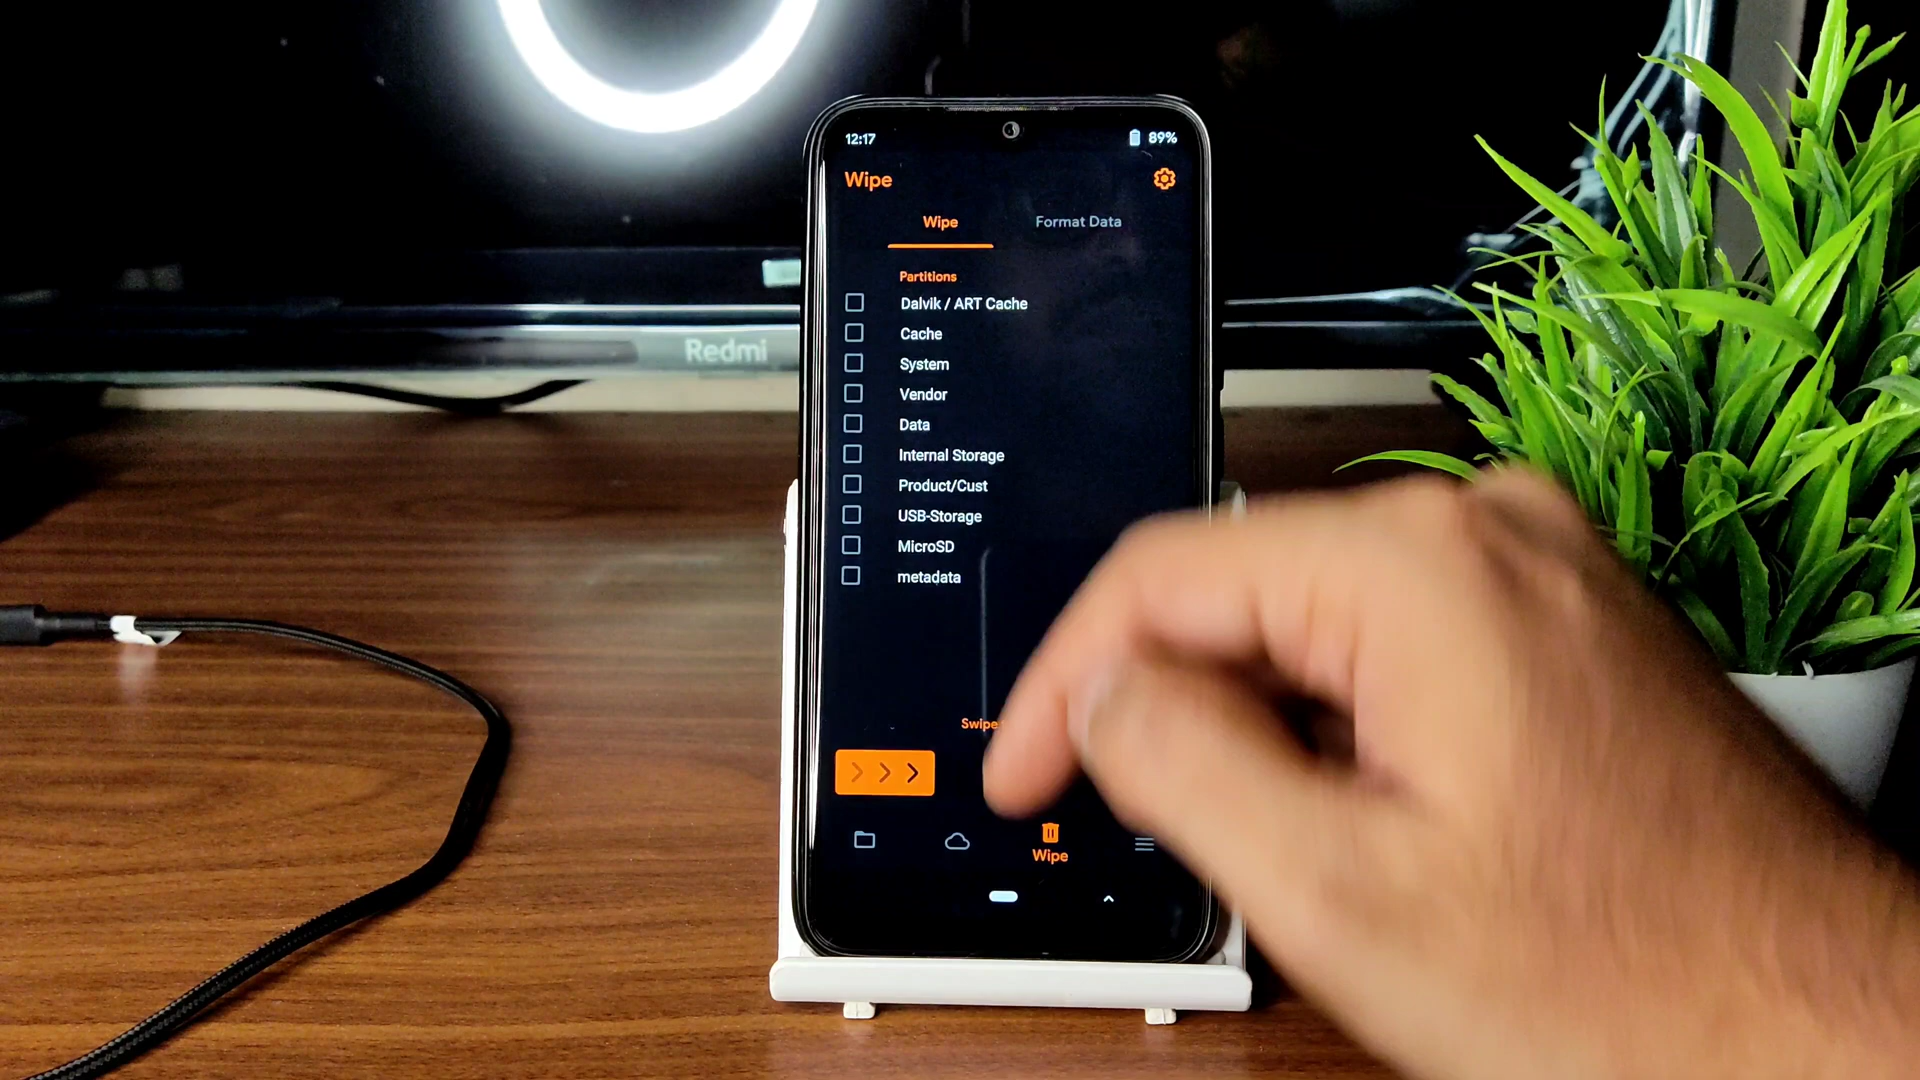 12:17
89%
Wipe
Wipe
Format Data
Partitions
Dalvik / ART Cache
Cache
System
Vendor
Data
Internal Storage
Product/Cust
USB-Storage
MicroSD
metadata
Swipe
Wipe
Redmi